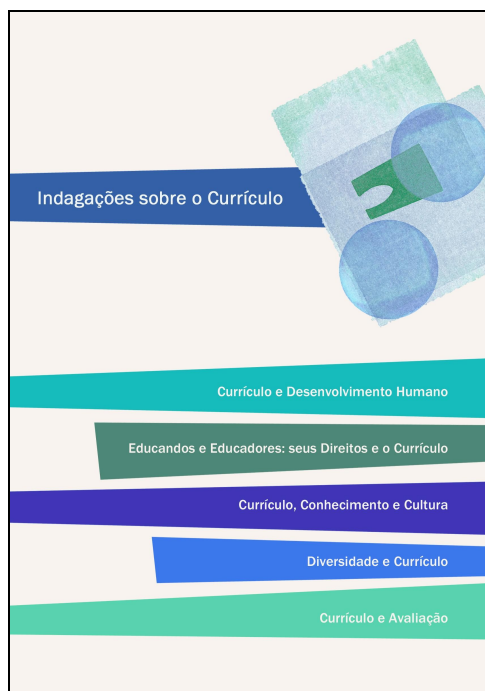 Indagações sobre o Currículo
Currículo e Desenvolvimento Humano
Educandos e Educadores: seus Direitos e o Currículo
Currículo, Conhecimento e Cultura
Diversidade e Currículo
Currículo e Avaliação